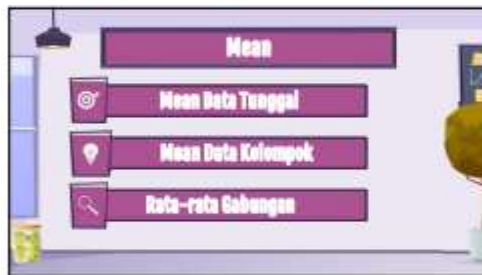 Mean
Mean Data Tunggal
Mean Data Kelompok
Rata-rata Gabungan